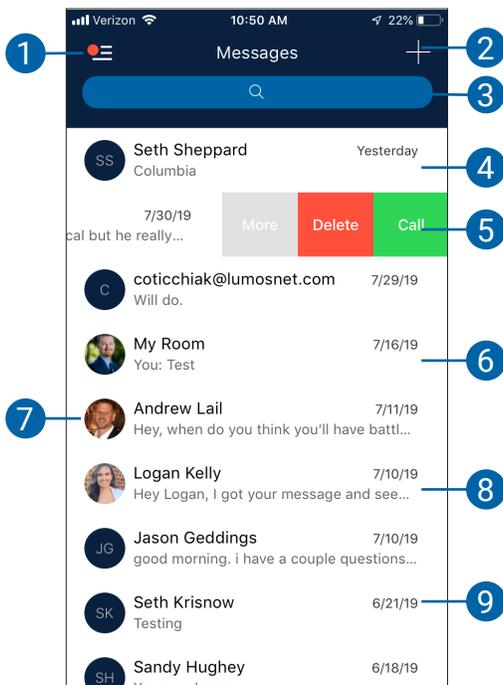 Verizon 10:50 AM 22%
1 Messages 2
3
SS Seth Sheppard Yesterday
Columbia 4
7/30/19 More Delete Call 5
cal but he really...
C coticchiak@lumosnet.com 7/29/19
Will do.
My Room 7/16/19
You: Test 6
7 Andrew Lail 7/11/19
Hey, when do you think you'll have battl...
Logan Kelly 7/10/19
Hey Logan, I got your message and see... 8
JG Jason Geddings 7/10/19
good morning. i have a couple questions...
SK Seth Krisnow 6/21/19 9
Testing
SH Sandy Hughey 6/18/19